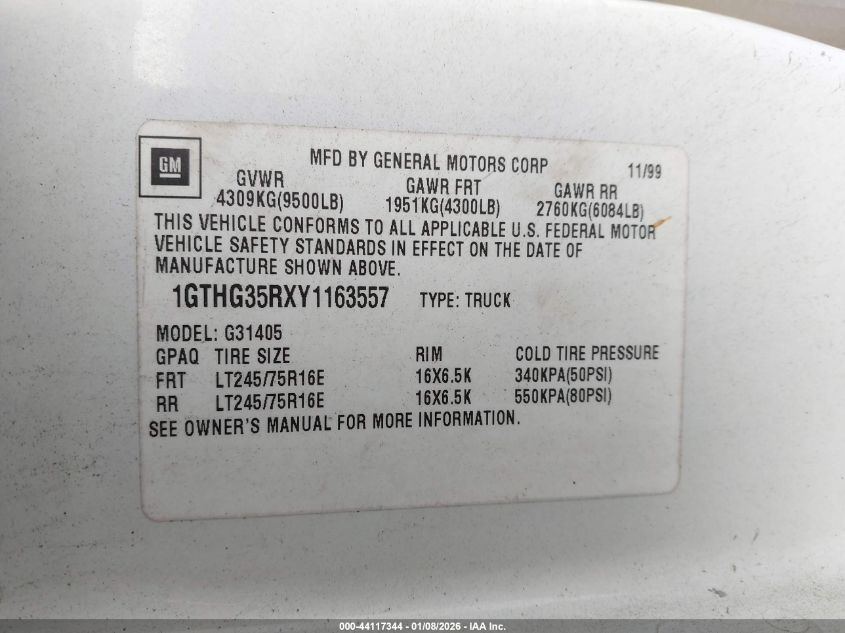 GM
MFD BY GENERAL MOTORS CORP 11/99
GVWR GAWR FRT GAWR RR
4309KG(9500LB) 1951KG(4300LB) 2760KG(6084LB)
THIS VEHICLE CONFORMS TO ALL APPLICABLE U.S. FEDERAL MOTOR
VEHICLE SAFETY STANDARDS IN EFFECT ON THE DATE OF
MANUFACTURE SHOWN ABOVE.
1GTHG35RXY1163557 TYPE: TRUCK
MODEL: G31405
GPAQ TIRE SIZE RIM COLD TIRE PRESSURE
FRT LT245/75R16E 16X6.5K 340KPA(50PSI)
RR LT245/75R16E 16X6.5K 550KPA(80PSI)
SEE OWNER'S MANUAL FOR MORE INFORMATION.
000-44117344 - 01/08/2026 - IAA Inc.